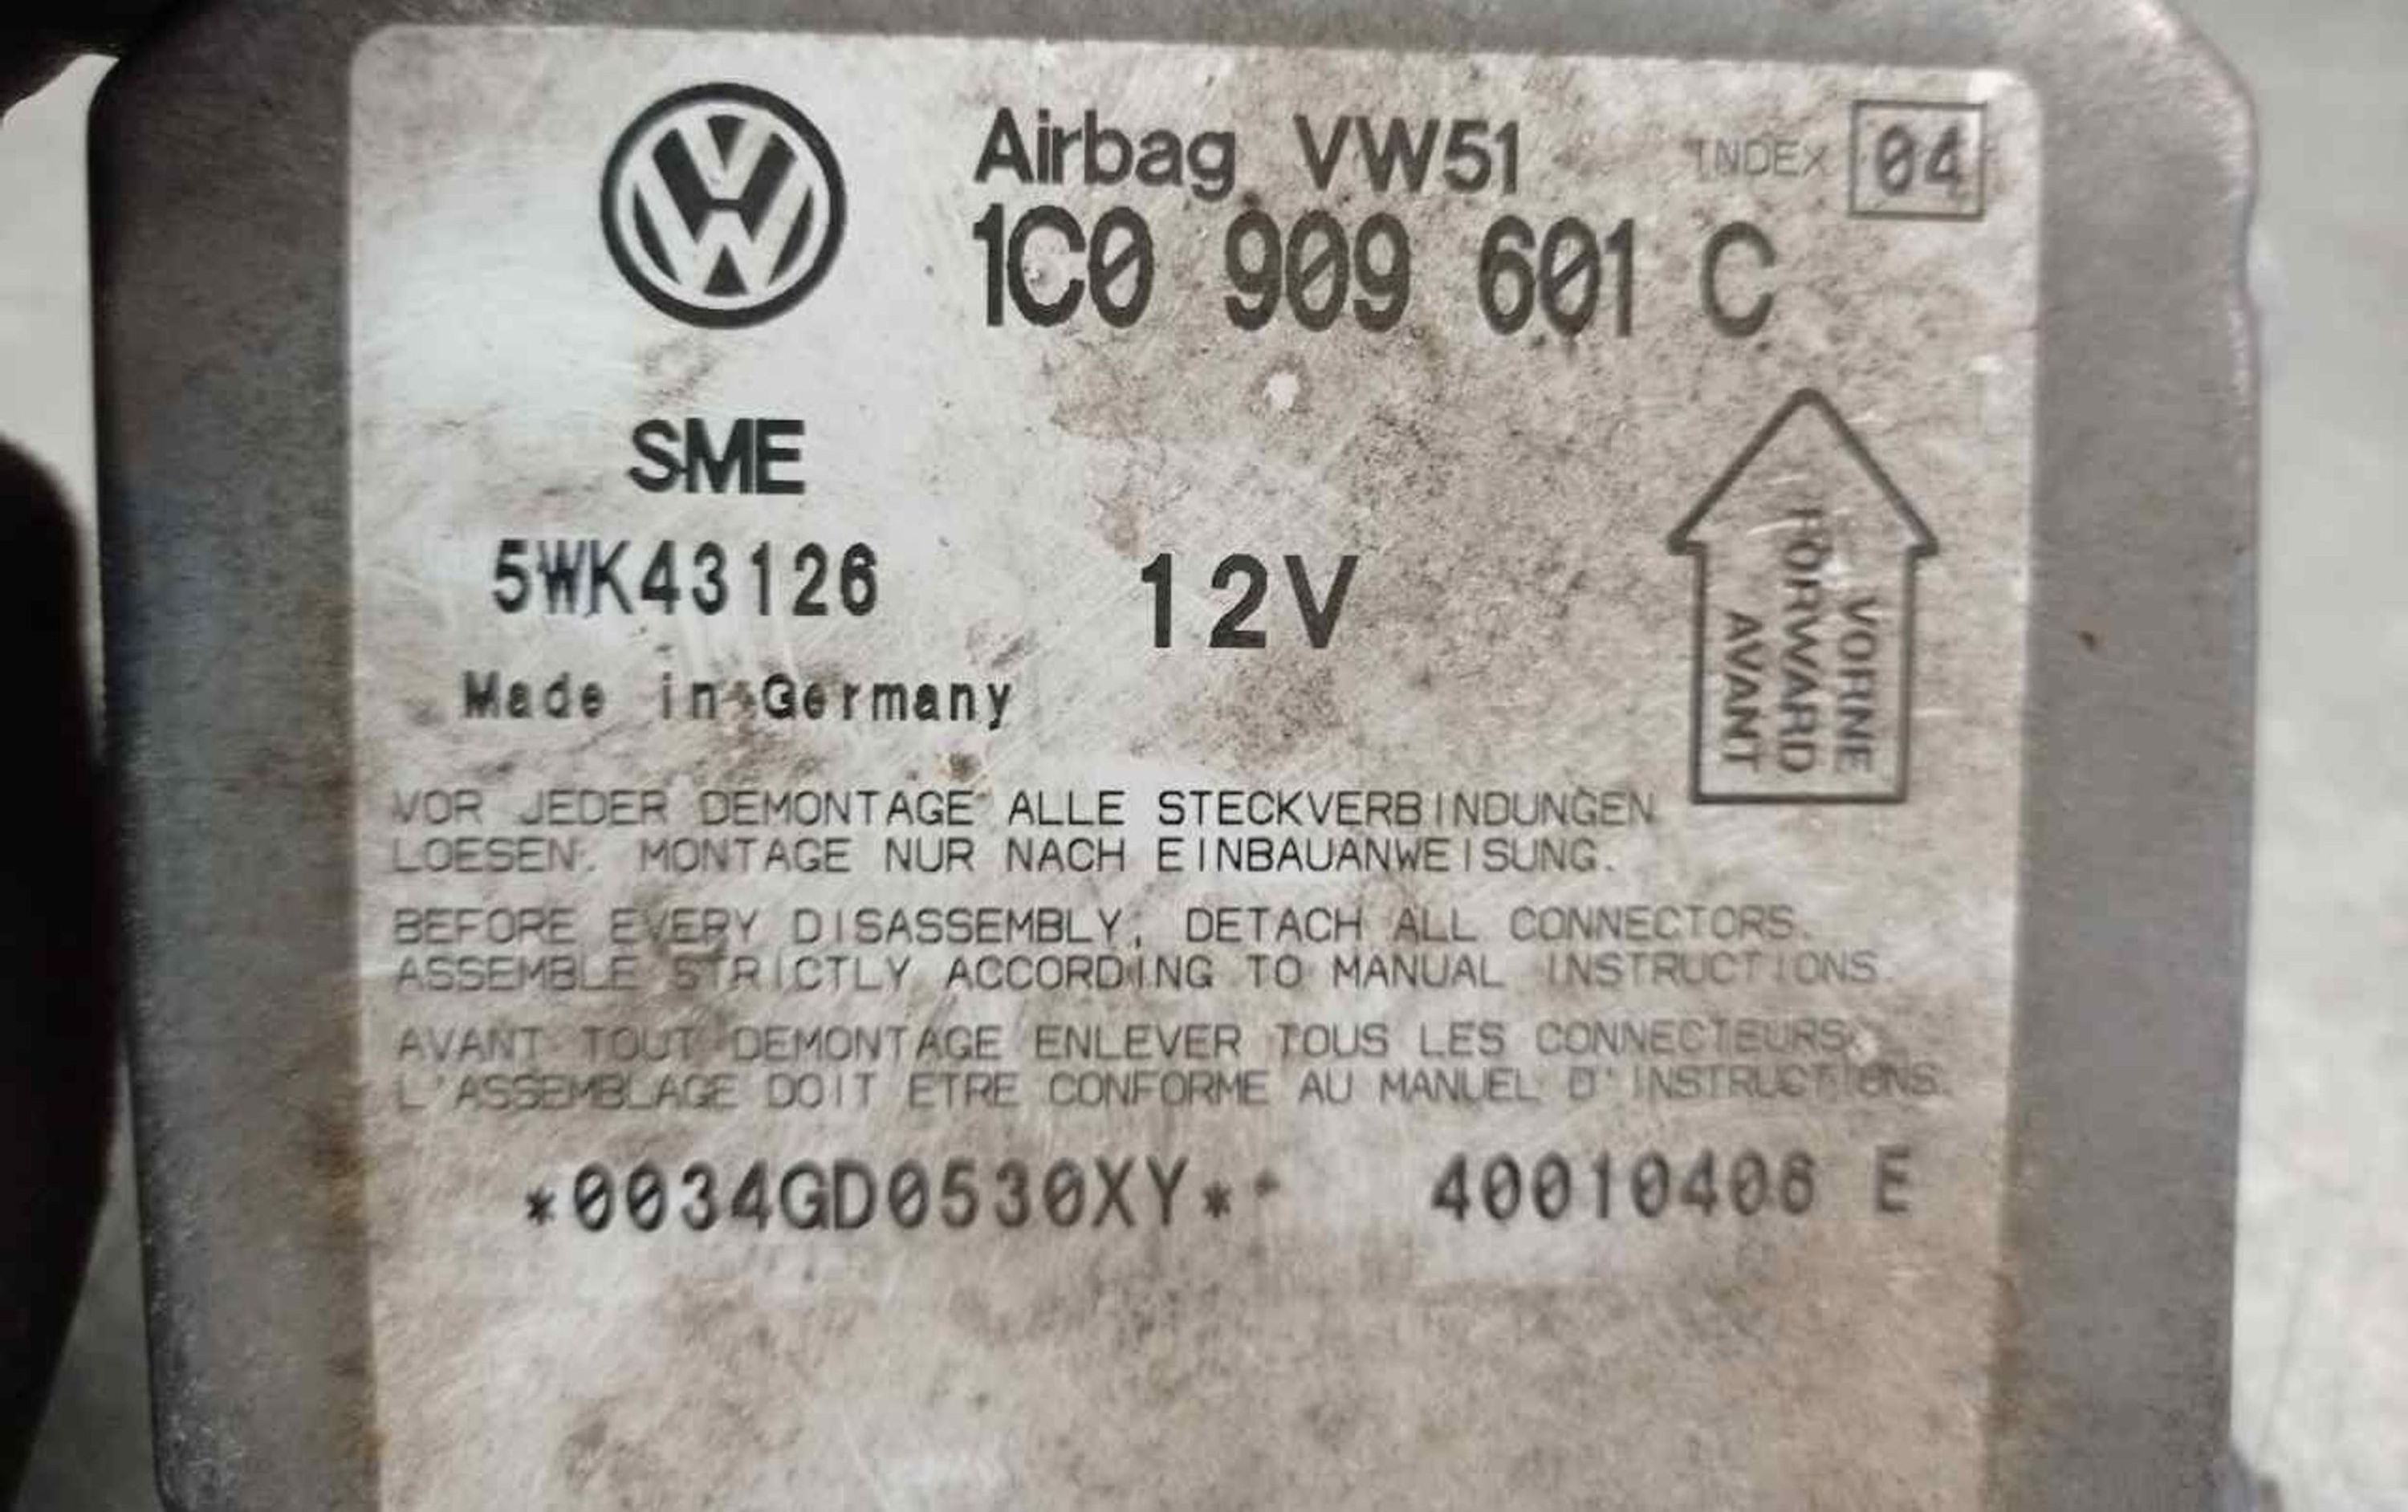 Airbag VW51 INDEX 04
1C0 909 601 C
SME
5WK43126 12V
Made in Germany
VORNE
FORWARD
AVANT
VOR JEDER DEMONTAGE ALLE STECKVERBINDUNGEN
LOESEN. MONTAGE NUR NACH EINBAUANWEISUNG.
BEFORE EVERY DISASSEMBLY, DETACH ALL CONNECTORS.
ASSEMBLE STRICTLY ACCORDING TO MANUAL INSTRUCTIONS.
AVANT TOUT DEMONTAGE ENLEVER TOUS LES CONNECTEURS.
L'ASSEMBLAGE DOIT ETRE CONFORME AU MANUEL D'INSTRUCTIONS.
*0034GD0530XY* 40010406 E